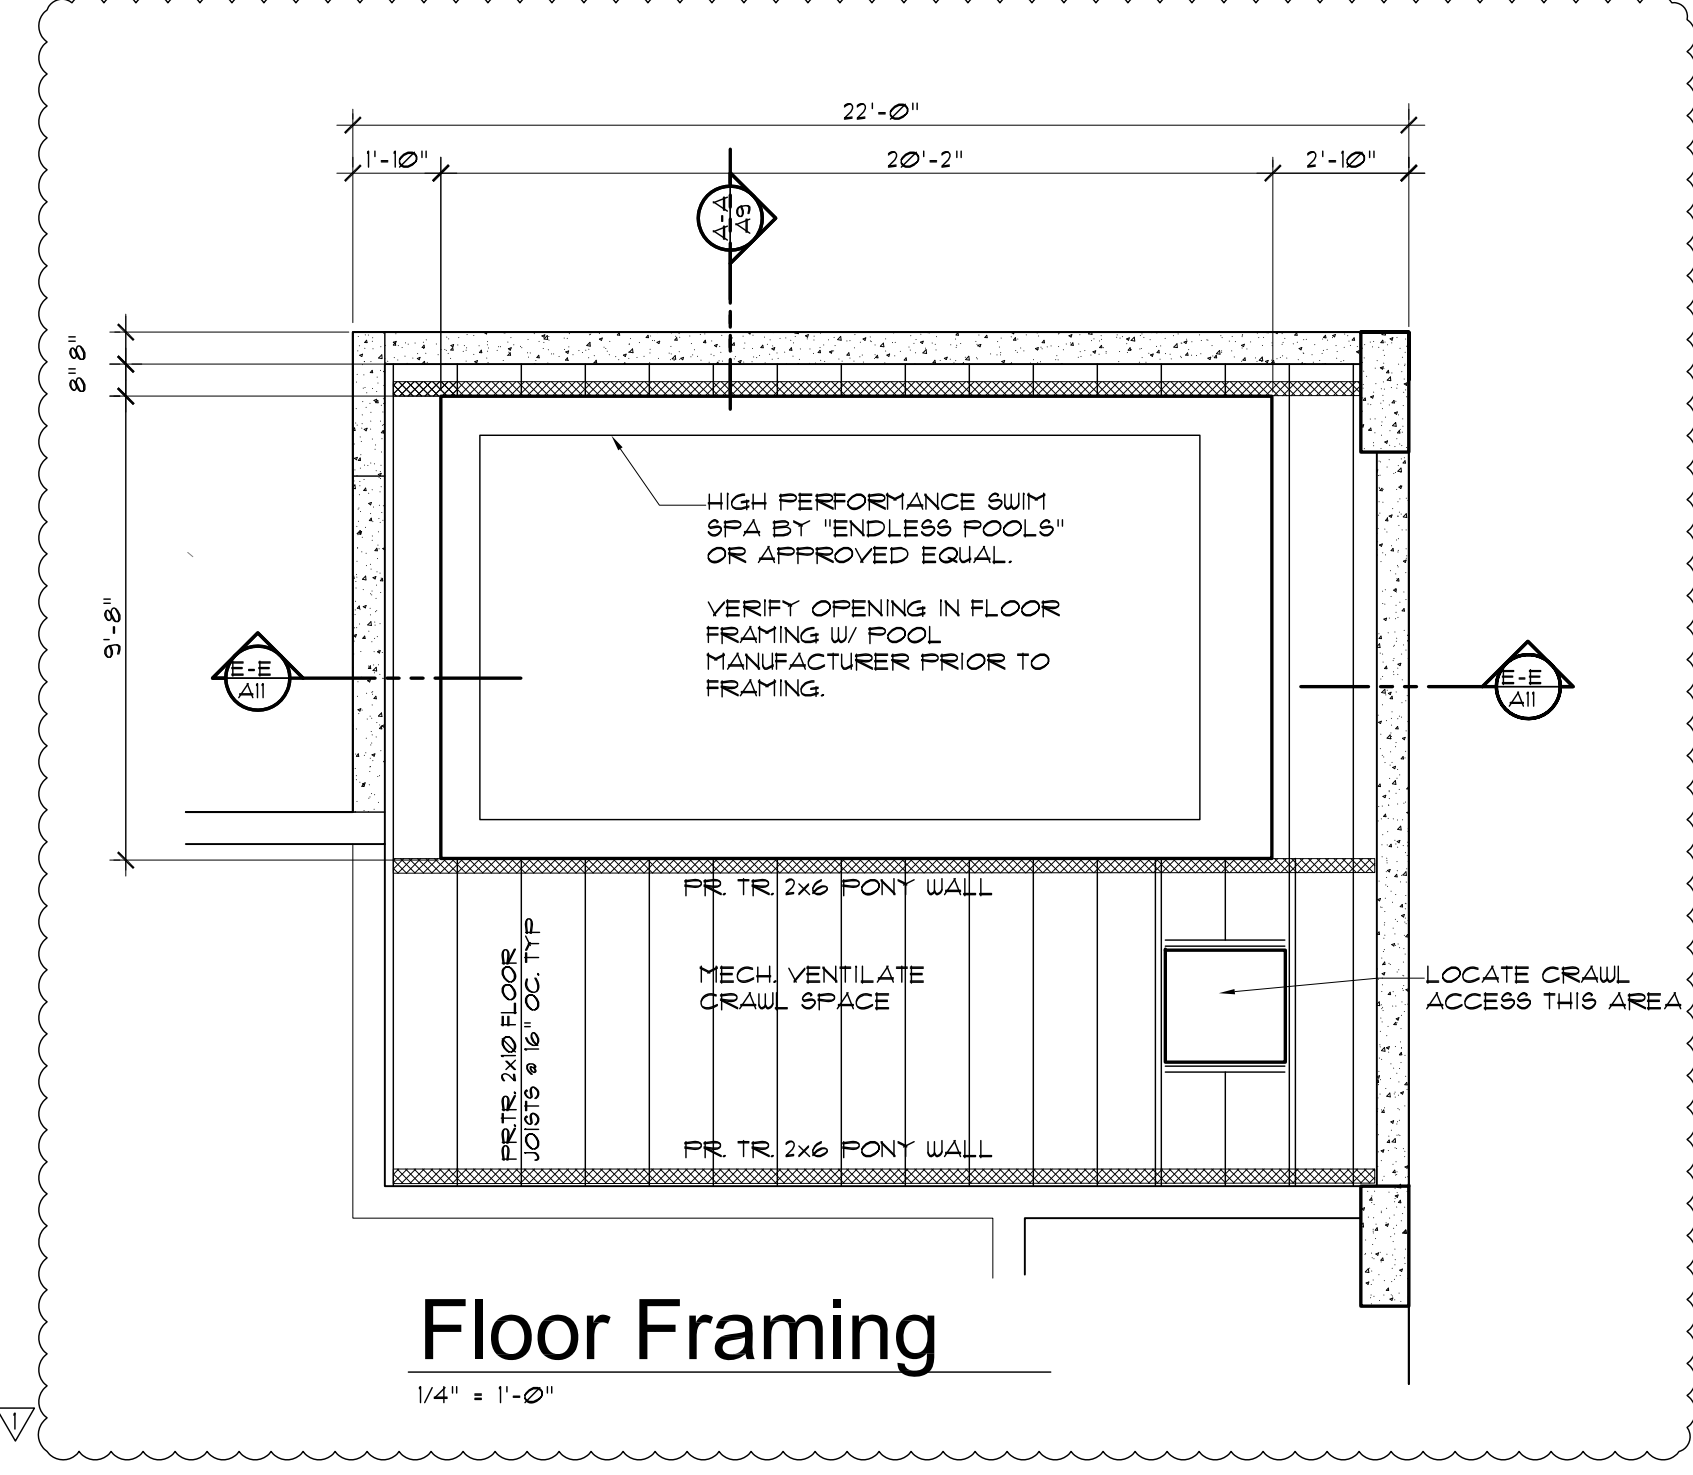 22'-0"
1'-10"
20'-2"
2'-10"
A-A
A9
8"
8"
9'-8"
HIGH PERFORMANCE SWIM
SPA BY "ENDLESS POOLS"
OR APPROVED EQUAL.
VERIFY OPENING IN FLOOR
FRAMING W/ POOL
MANUFACTURER PRIOR TO
FRAMING.
E-E
A11
E-E
A11
PR. TR. 2x6 PONY WALL
PR.TR. 2x10 FLOOR
JOISTS @ 16" OC. TYP
MECH. VENTILATE
CRAWL SPACE
LOCATE CRAWL
ACCESS THIS AREA
PR. TR. 2x6 PONY WALL
Floor Framing
1/4" = 1'-0"
1